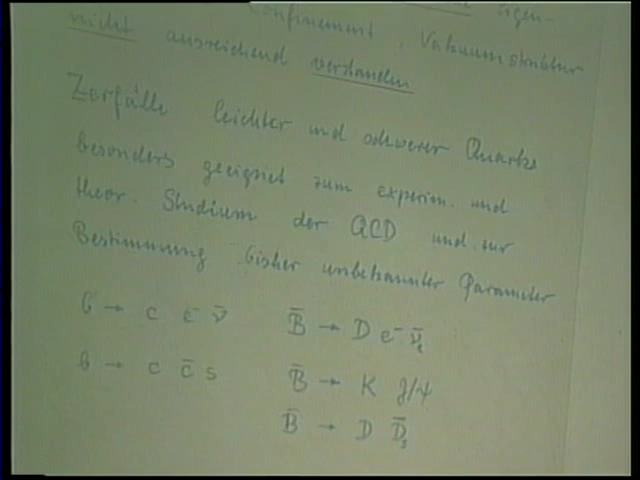 Confinement, Vakuumstruktur
nicht ausreichend verstanden
Zerfälle leichter und schwerer Quarks
besonders geeignet zum experim. und
theor. Studium der QCD und zur
Bestimmung bisher unbekannter Parameter
b → c e⁻ ν̄ B̄ → D e⁻ ν̄ₑ
b → c c̄ s B̄ → K J/ψ
B̄ → D D̄ₛ